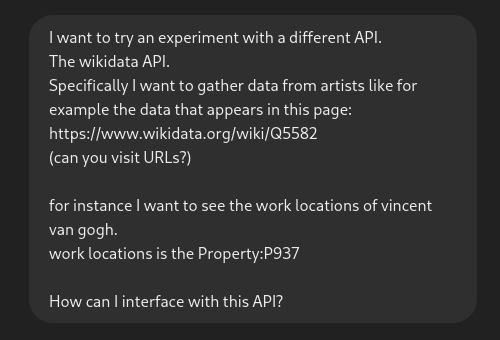 I want to try an experiment with a different API.
The wikidata API.
Specifically I want to gather data from artists like for
example the data that appears in this page:
https://www.wikidata.org/wiki/Q5582
(can you visit URLs?)
for instance I want to see the work locations of vincent
van gogh.
work locations is the Property:P937
How can I interface with this API?